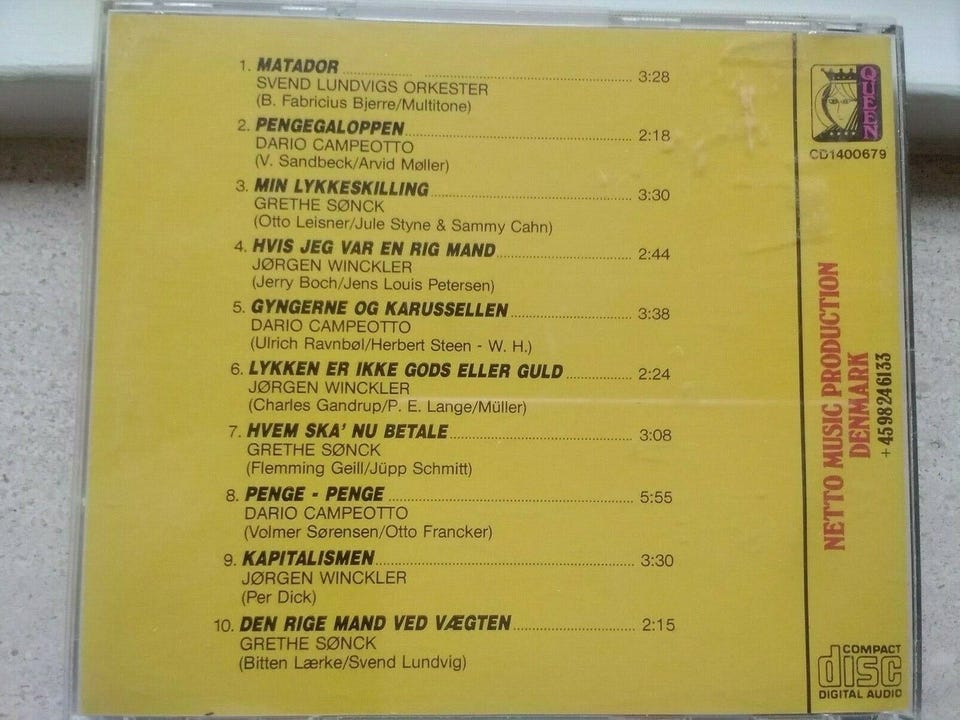 1. MATADOR ........ 3:28
SVEND LUNDVIGS ORKESTER
(B. Fabricius Bjerre/Multitone)
2. PENGEGALOPPEN ........ 2:18
DARIO CAMPEOTTO
(V. Sandbeck/Arvid Møller)
3. MIN LYKKESKILLING ........ 3:30
GRETHE SØNCK
(Otto Leisner/Jule Styne & Sammy Cahn)
4. HVIS JEG VAR EN RIG MAND ........ 2:44
JØRGEN WINCKLER
(Jerry Boch/Jens Louis Petersen)
5. GYNGERNE OG KARUSSELLEN ........ 3:38
DARIO CAMPEOTTO
(Ulrich Ravnbøl/Herbert Steen - W. H.)
6. LYKKEN ER IKKE GODS ELLER GULD ........ 2:24
JØRGEN WINCKLER
(Charles Gandrup/P. E. Lange/Müller)
7. HVEM SKA' NU BETALE ........ 3:08
GRETHE SØNCK
(Flemming Geill/Jüpp Schmitt)
8. PENGE - PENGE ........ 5:55
DARIO CAMPEOTTO
(Volmer Sørensen/Otto Francker)
9. KAPITALISMEN ........ 3:30
JØRGEN WINCKLER
(Per Dick)
10. DEN RIGE MAND VED VÆGTEN ........ 2:15
GRETHE SØNCK
(Bitten Lærke/Svend Lundvig)
QUEEN
CD1400679
NETTO MUSIC PRODUCTION
DENMARK
+4598246133
COMPACT
disc
DIGITAL AUDIO